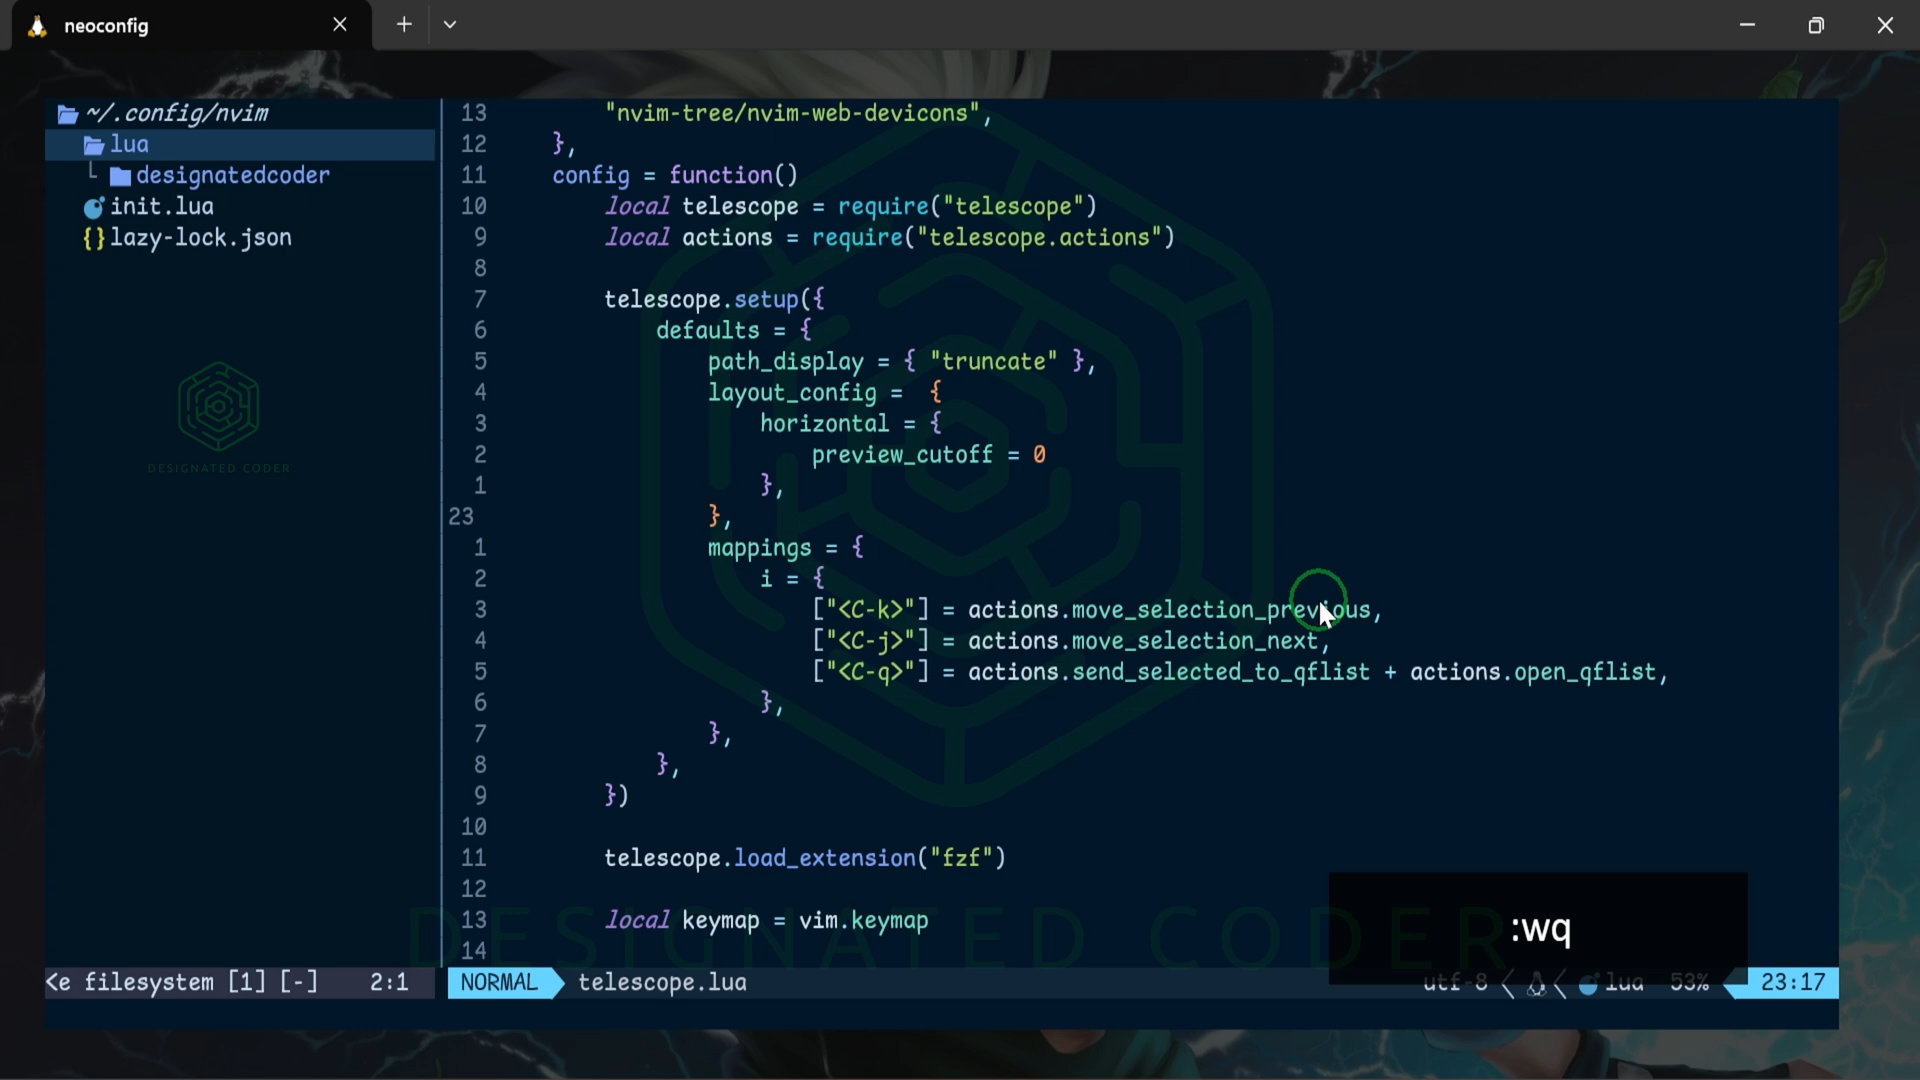 neoconfig
~/.config/nvim
lua
designatedcoder
init.lua
{} lazy-lock.json
DESIGNATED CODER
13 "nvim-tree/nvim-web-devicons",
12 },
11 config = function()
10 local telescope = require("telescope")
9 local actions = require("telescope.actions")
8
7 telescope.setup({
6 defaults = {
5 path_display = { "truncate" },
4 layout_config =  {
3 horizontal = {
2 preview_cutoff = 0
1 },
23 },
1 mappings = {
2 i = {
3 ["<C-k>"] = actions.move_selection_previous,
4 ["<C-j>"] = actions.move_selection_next,
5 ["<C-q>"] = actions.send_selected_to_qflist + actions.open_qflist,
6 },
7 },
8 },
9 })
10
11 telescope.load_extension("fzf")
12
13 local keymap = vim.keymap
14
DESIGNATED CODER
:wq
<e filesystem [1] [-] 2:1
NORMAL telescope.lua utf-8 lua 53% 23:17